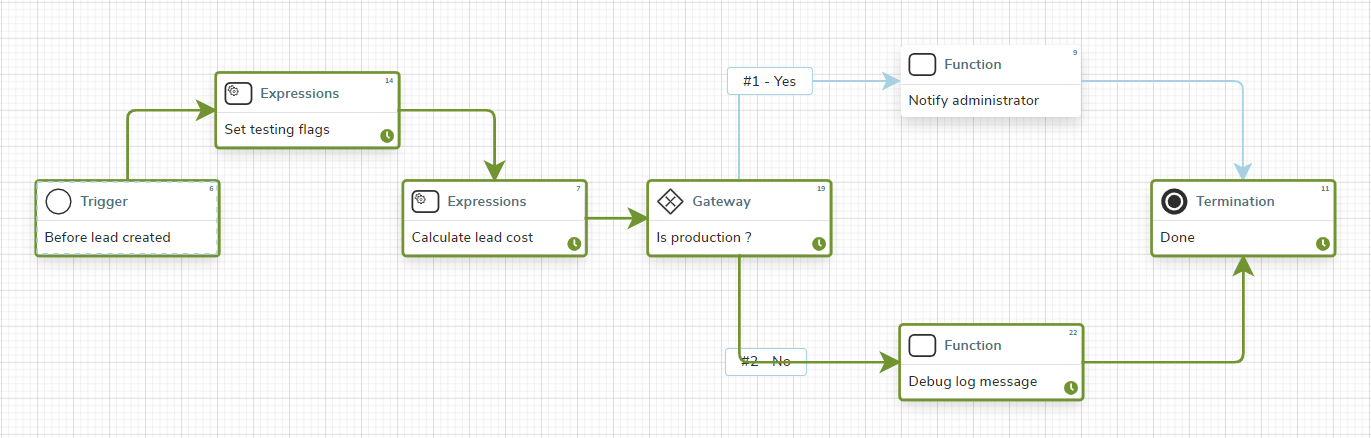 6
Trigger
Before lead created
14
Expressions
Set testing flags
7
Expressions
Calculate lead cost
19
Gateway
Is production ?
#1 - Yes
9
Function
Notify administrator
#2 - No
22
Function
Debug log message
11
Termination
Done